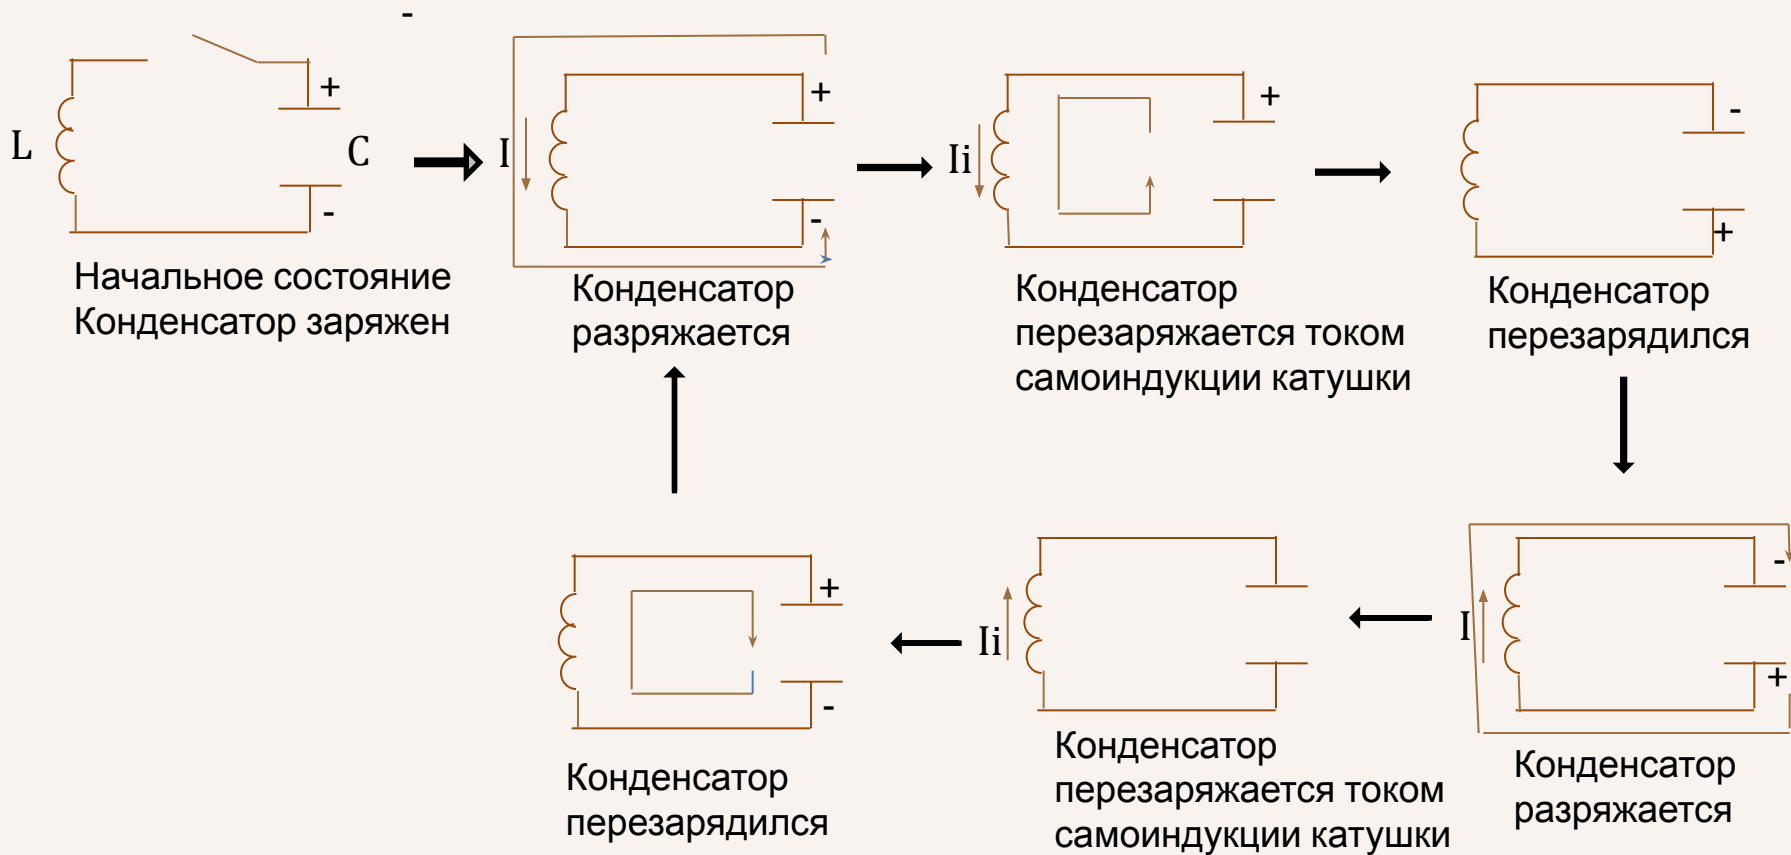 -
L
+
C
-
Начальное состояние
Конденсатор заряжен
I
+
-
Конденсатор
разряжается
Ii
+
Конденсатор
перезаряжается током
самоиндукции катушки
-
+
Конденсатор
перезарядился
+
-
Конденсатор
перезарядился
Ii
Конденсатор
перезаряжается током
самоиндукции катушки
I
-
+
Конденсатор
разряжается